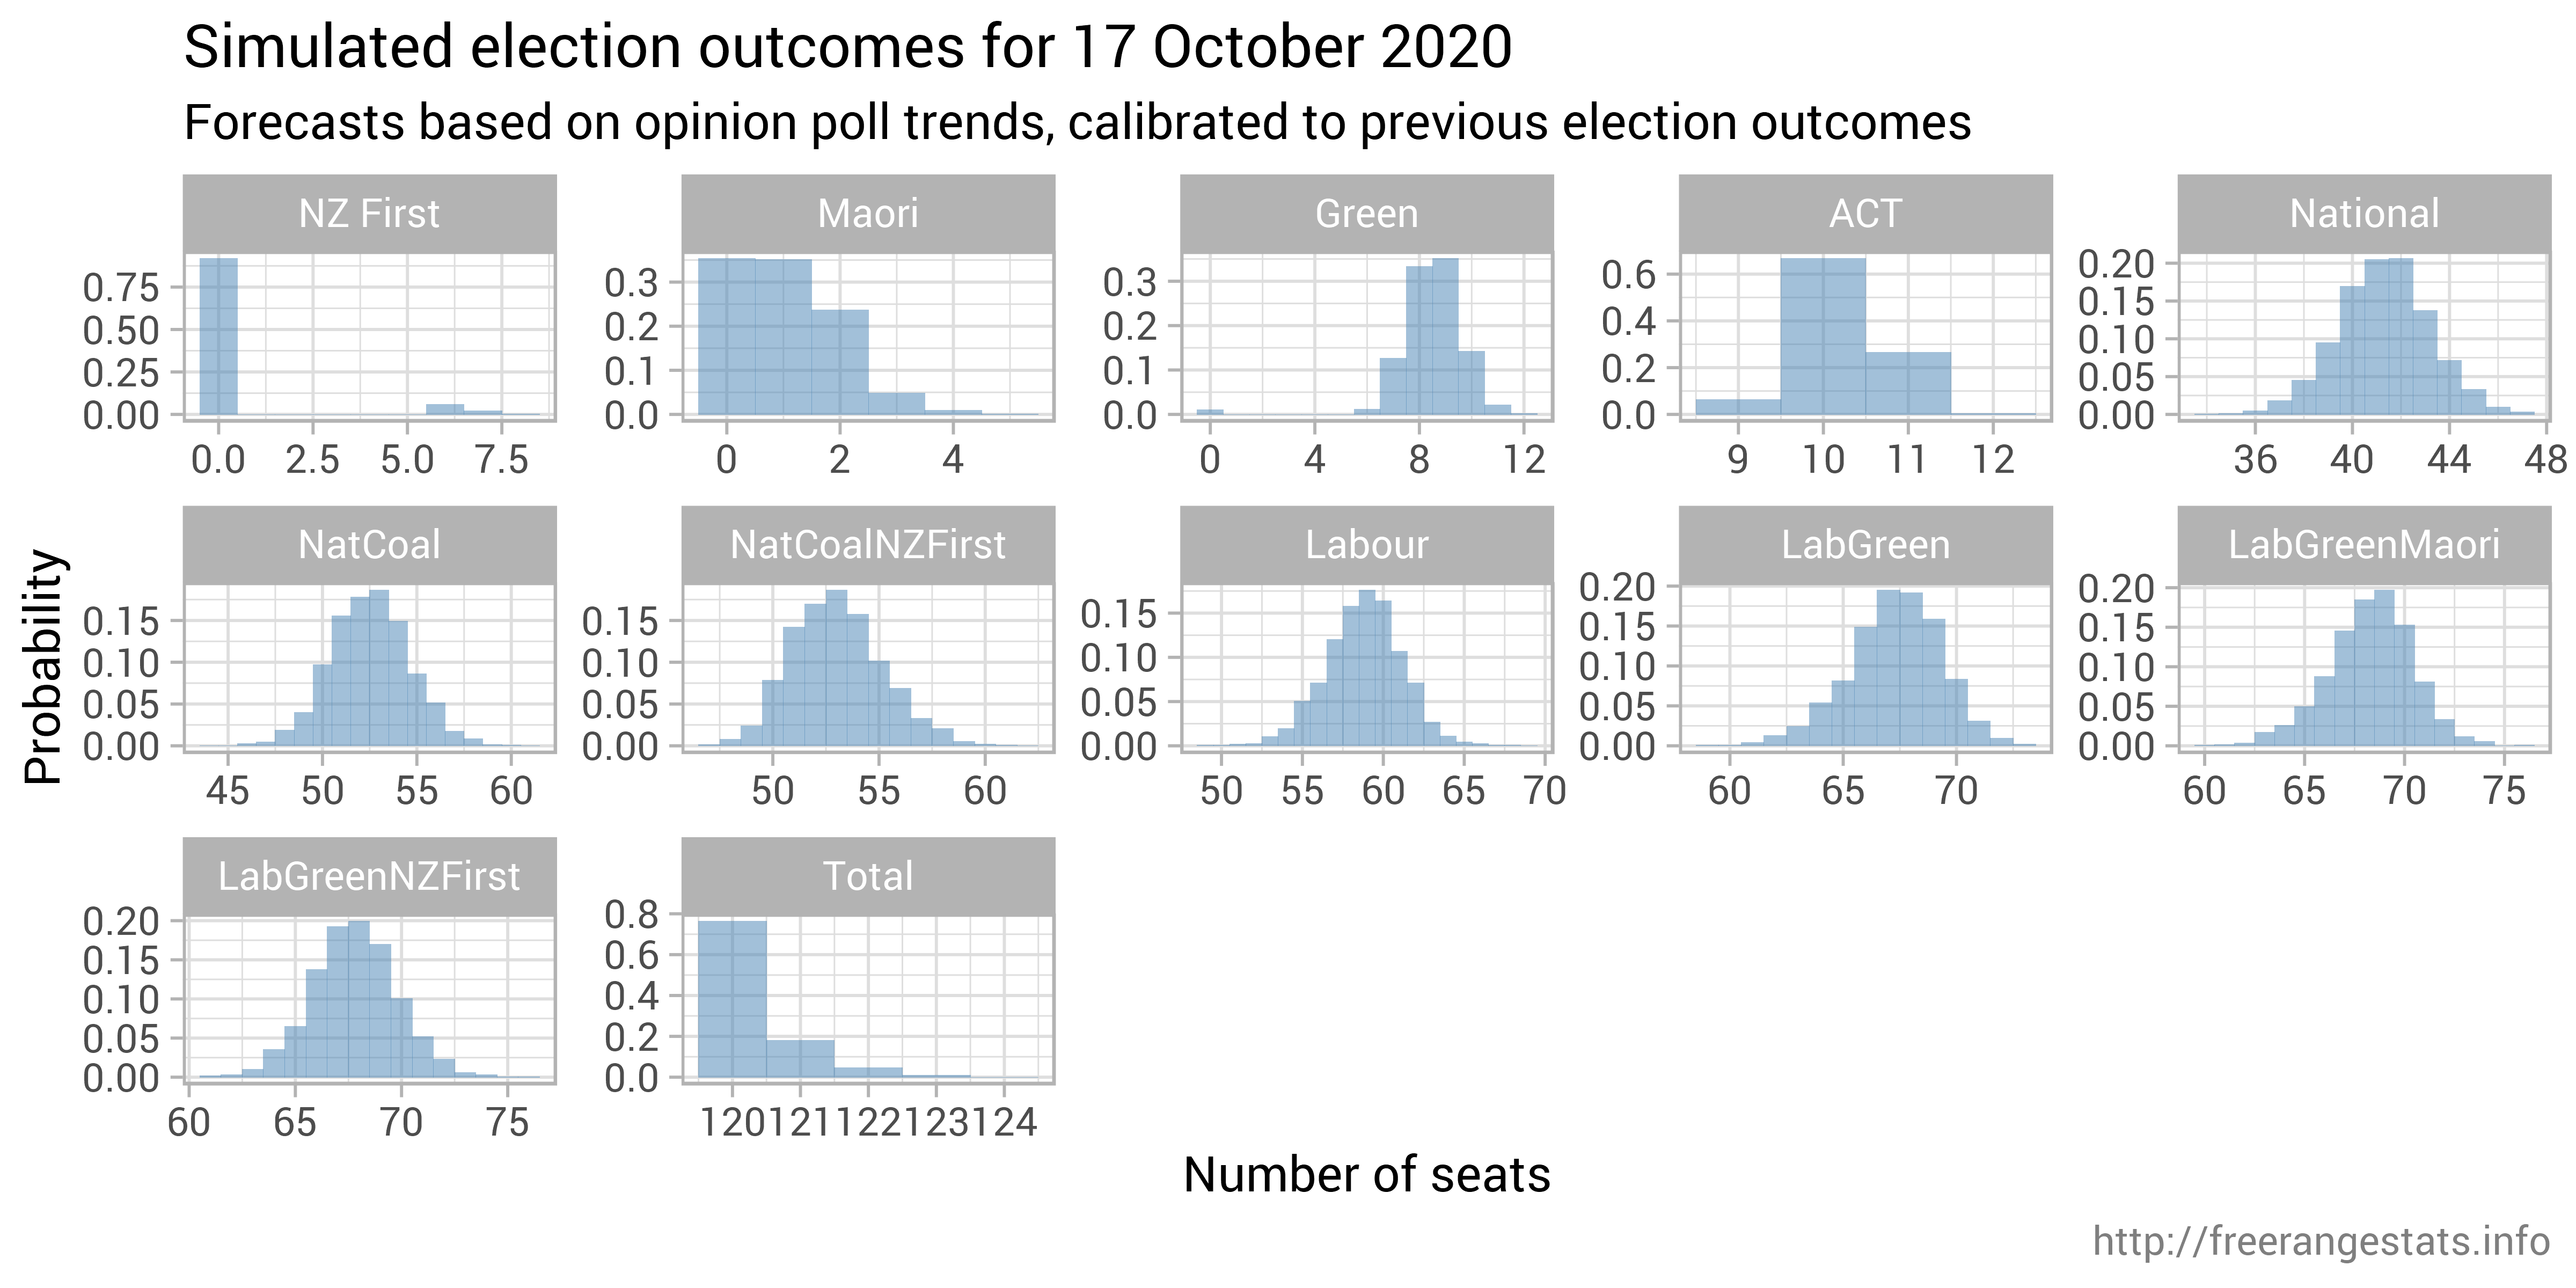 Simulated election outcomes for 17 October 2020
Forecasts based on opinion poll trends, calibrated to previous election outcomes
NZ First
Maori
Green
ACT
National
0.75
0.50
0.25
0.00
0.0 2.5 5.0 7.5
0.3
0.2
0.1
0.0
0 2 4
0.3
0.2
0.1
0.0
0 4 8 12
0.6
0.4
0.2
0.0
9 10 11 12
0.20
0.15
0.10
0.05
0.00
36 40 44 48
Probability
NatCoal
NatCoalNZFirst
Labour
LabGreen
LabGreenMaori
0.15
0.10
0.05
0.00
45 50 55 60
0.15
0.10
0.05
0.00
50 55 60
0.15
0.10
0.05
0.00
50 55 60 65 70
0.20
0.15
0.10
0.05
0.00
60 65 70
0.20
0.15
0.10
0.05
0.00
60 65 70 75
LabGreenNZFirst
Total
0.20
0.15
0.10
0.05
0.00
60 65 70 75
0.8
0.6
0.4
0.2
0.0
120 121 122 123 124
Number of seats
http://freerangestats.info